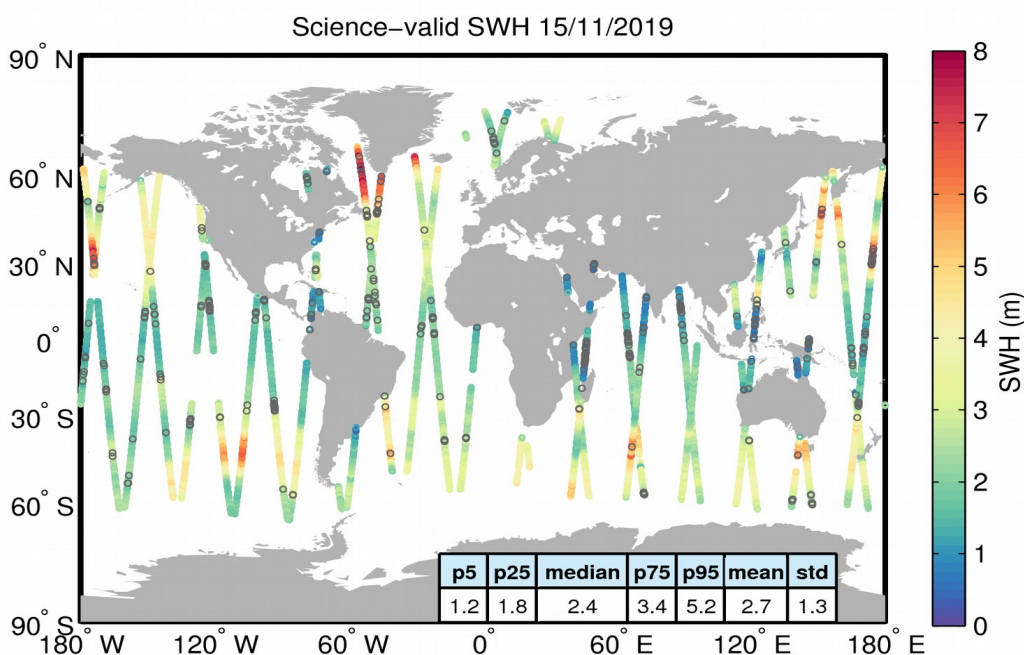 Science−valid SWH 15/11/2019
90° N
60° N
30° N
0°
30° S
60° S
90° S
180° W
120° W
60° W
0°
60° E
120° E
180° E
p5 p25 median p75 p95 mean std
1.2 1.8 2.4 3.4 5.2 2.7 1.3
8
7
6
5
4
3
2
1
0
SWH (m)